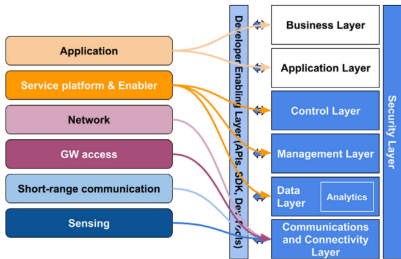 Application
Service platform & Enabler
Network
GW access
Short-range communication
Sensing
Developer Enabling Layer (APIs, SDK, Dev Tools)
Business Layer
Application Layer
Control Layer
Management Layer
Data
Layer
Analytics
Communications
and Connectivity
Layer
Security Layer